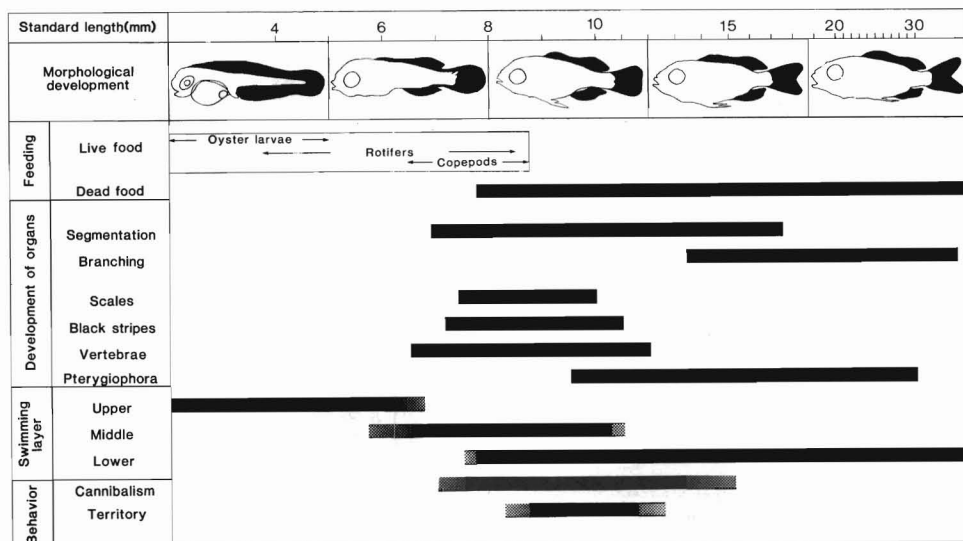 Standard length(mm) 4 6 8 10 15 20 30
Morphological
development
Feeding
Live food
Oyster larvae
Rotifers
Copepods
Dead food
Development of organs
Segmentation
Branching
Scales
Black stripes
Vertebrae
Pterygiophora
Swimming
layer
Upper
Middle
Lower
Behavior
Cannibalism
Territory